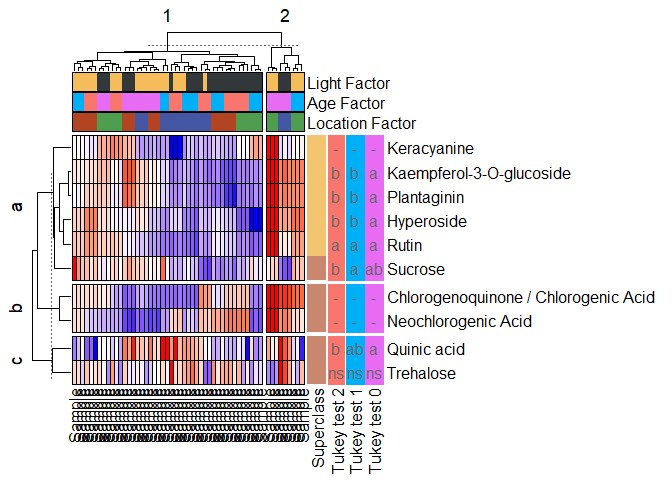 1 2
Light Factor
Age Factor
Location Factor
a
- - - Keracyanine
b b a Kaempferol-3-O-glucoside
b b a Plantaginin
b b a Hyperoside
a a a Rutin
b a ab Sucrose
b
- - - Chlorogenoquinone / Chlorogenic Acid
- - - Neochlorogenic Acid
c
b ab a Quinic acid
ns ns ns Trehalose
Superclass
Tukey test 2
Tukey test 1
Tukey test 0